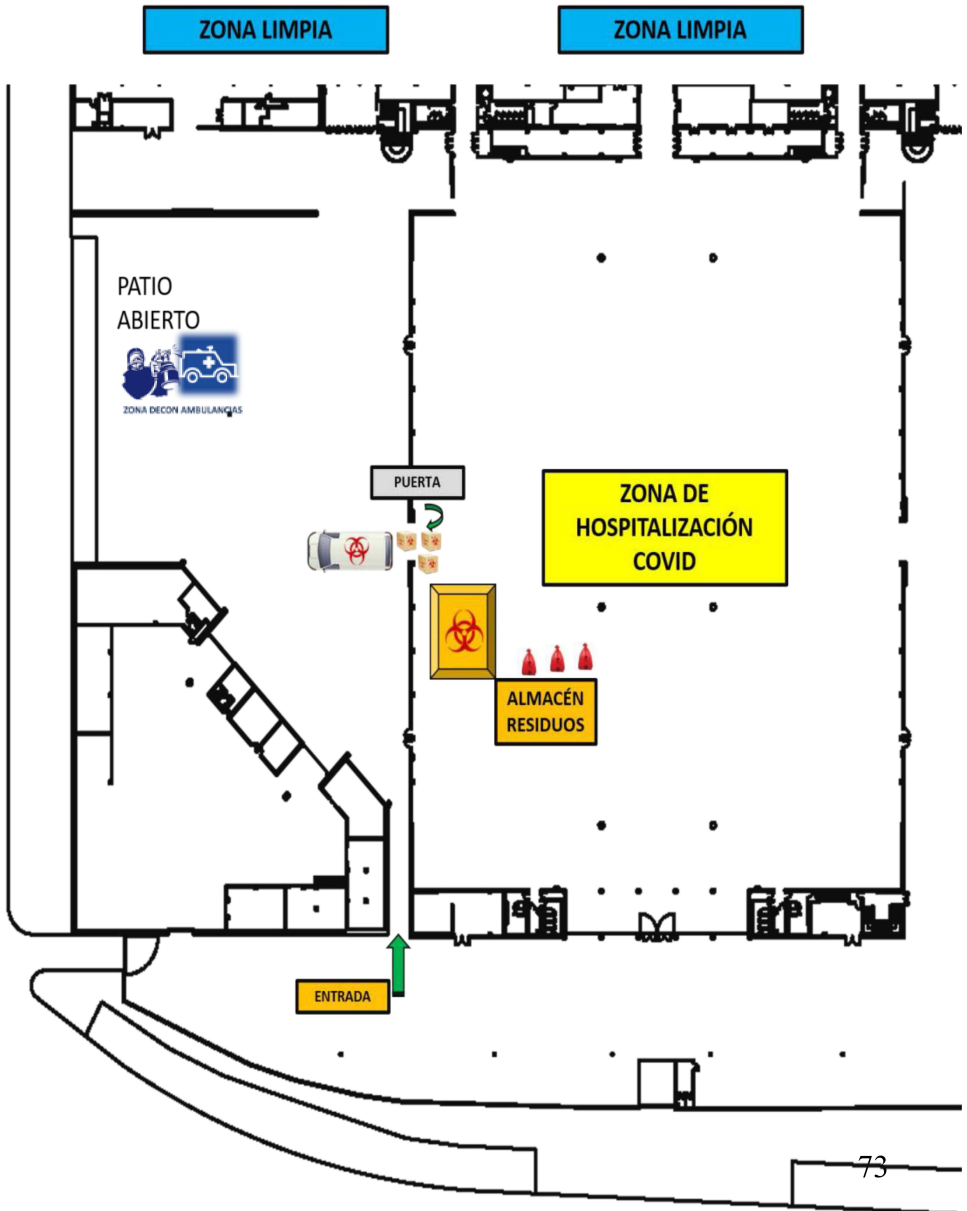 ZONA LIMPIA
ZONA LIMPIA
PATIO
ABIERTO
ZONA DECON AMBULANCIAS
PUERTA
ZONA DE
HOSPITALIZACIÓN
COVID
ALMACÉN
RESIDUOS
ENTRADA
73